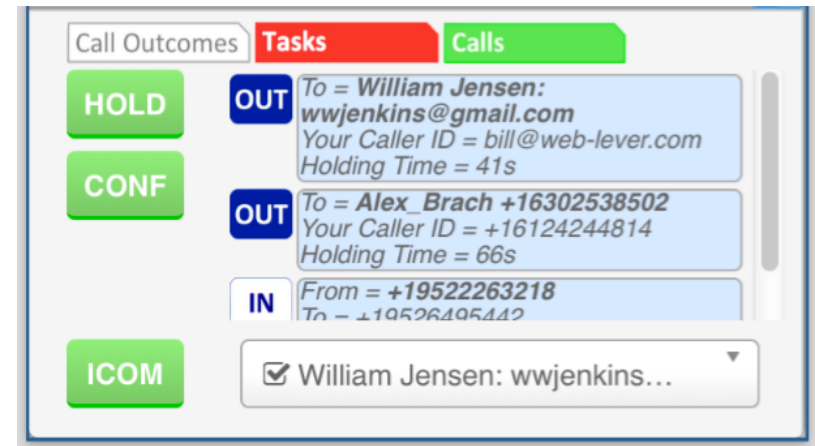 Call Outcomes Tasks Calls
HOLD
CONF
OUT To = William Jensen:
wwjenkins@gmail.com
Your Caller ID = bill@web-lever.com
Holding Time = 41s
OUT To = Alex_Brach +16302538502
Your Caller ID = +16124244814
Holding Time = 66s
IN From = +19522263218
To = +19526495442
ICOM William Jensen: wwjenkins...